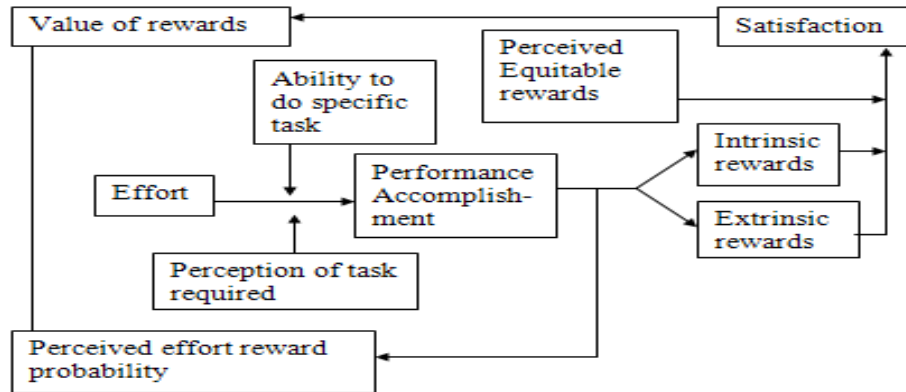 Value of rewards
Satisfaction
Perceived
Equitable
rewards
Ability to
do specific
task
Intrinsic
rewards
Performance
Accomplish-
ment
Effort
Extrinsic
rewards
Perception of task
required
Perceived effort reward
probability